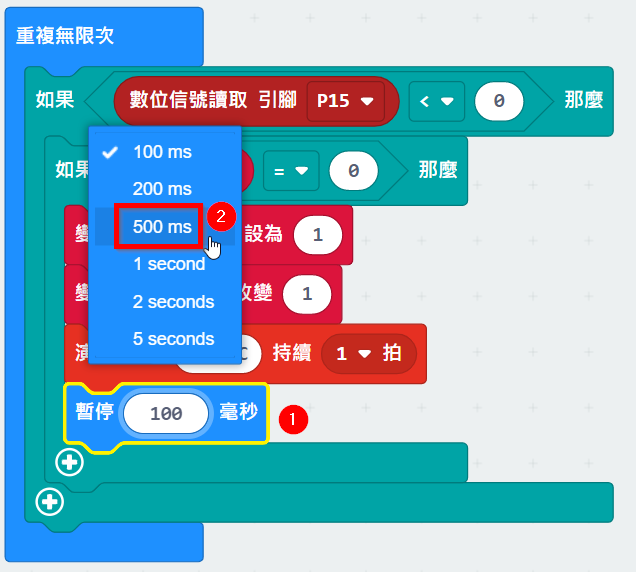 重複無限次
如果 數位信號讀取 引腳 P15 < 0 那麼
如果 = 0 那麼
100 ms
200 ms
500 ms 2
1 second
2 seconds
5 seconds
設為 1
改變 1
持續 1 拍
暫停 100 毫秒 1